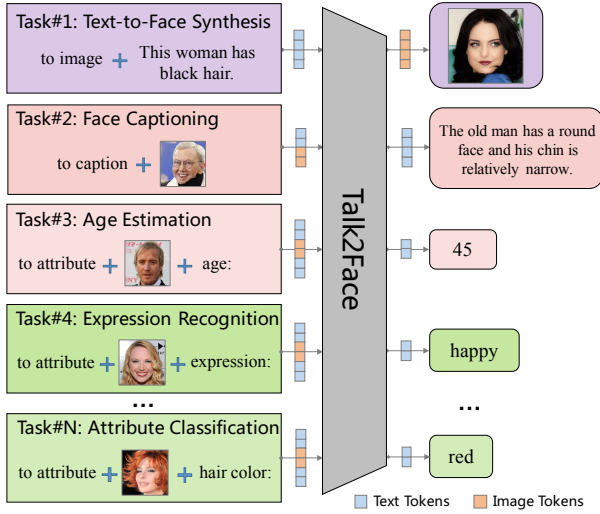 Task#1: Text-to-Face Synthesis
to image + This woman has
black hair.
Task#2: Face Captioning
to caption +
The old man has a round
face and his chin is
relatively narrow.
Task#3: Age Estimation
to attribute + + age:
45
Talk2Face
Task#4: Expression Recognition
to attribute + + expression:
happy
...
...
Task#N: Attribute Classification
to attribute + + hair color:
red
Text Tokens
Image Tokens